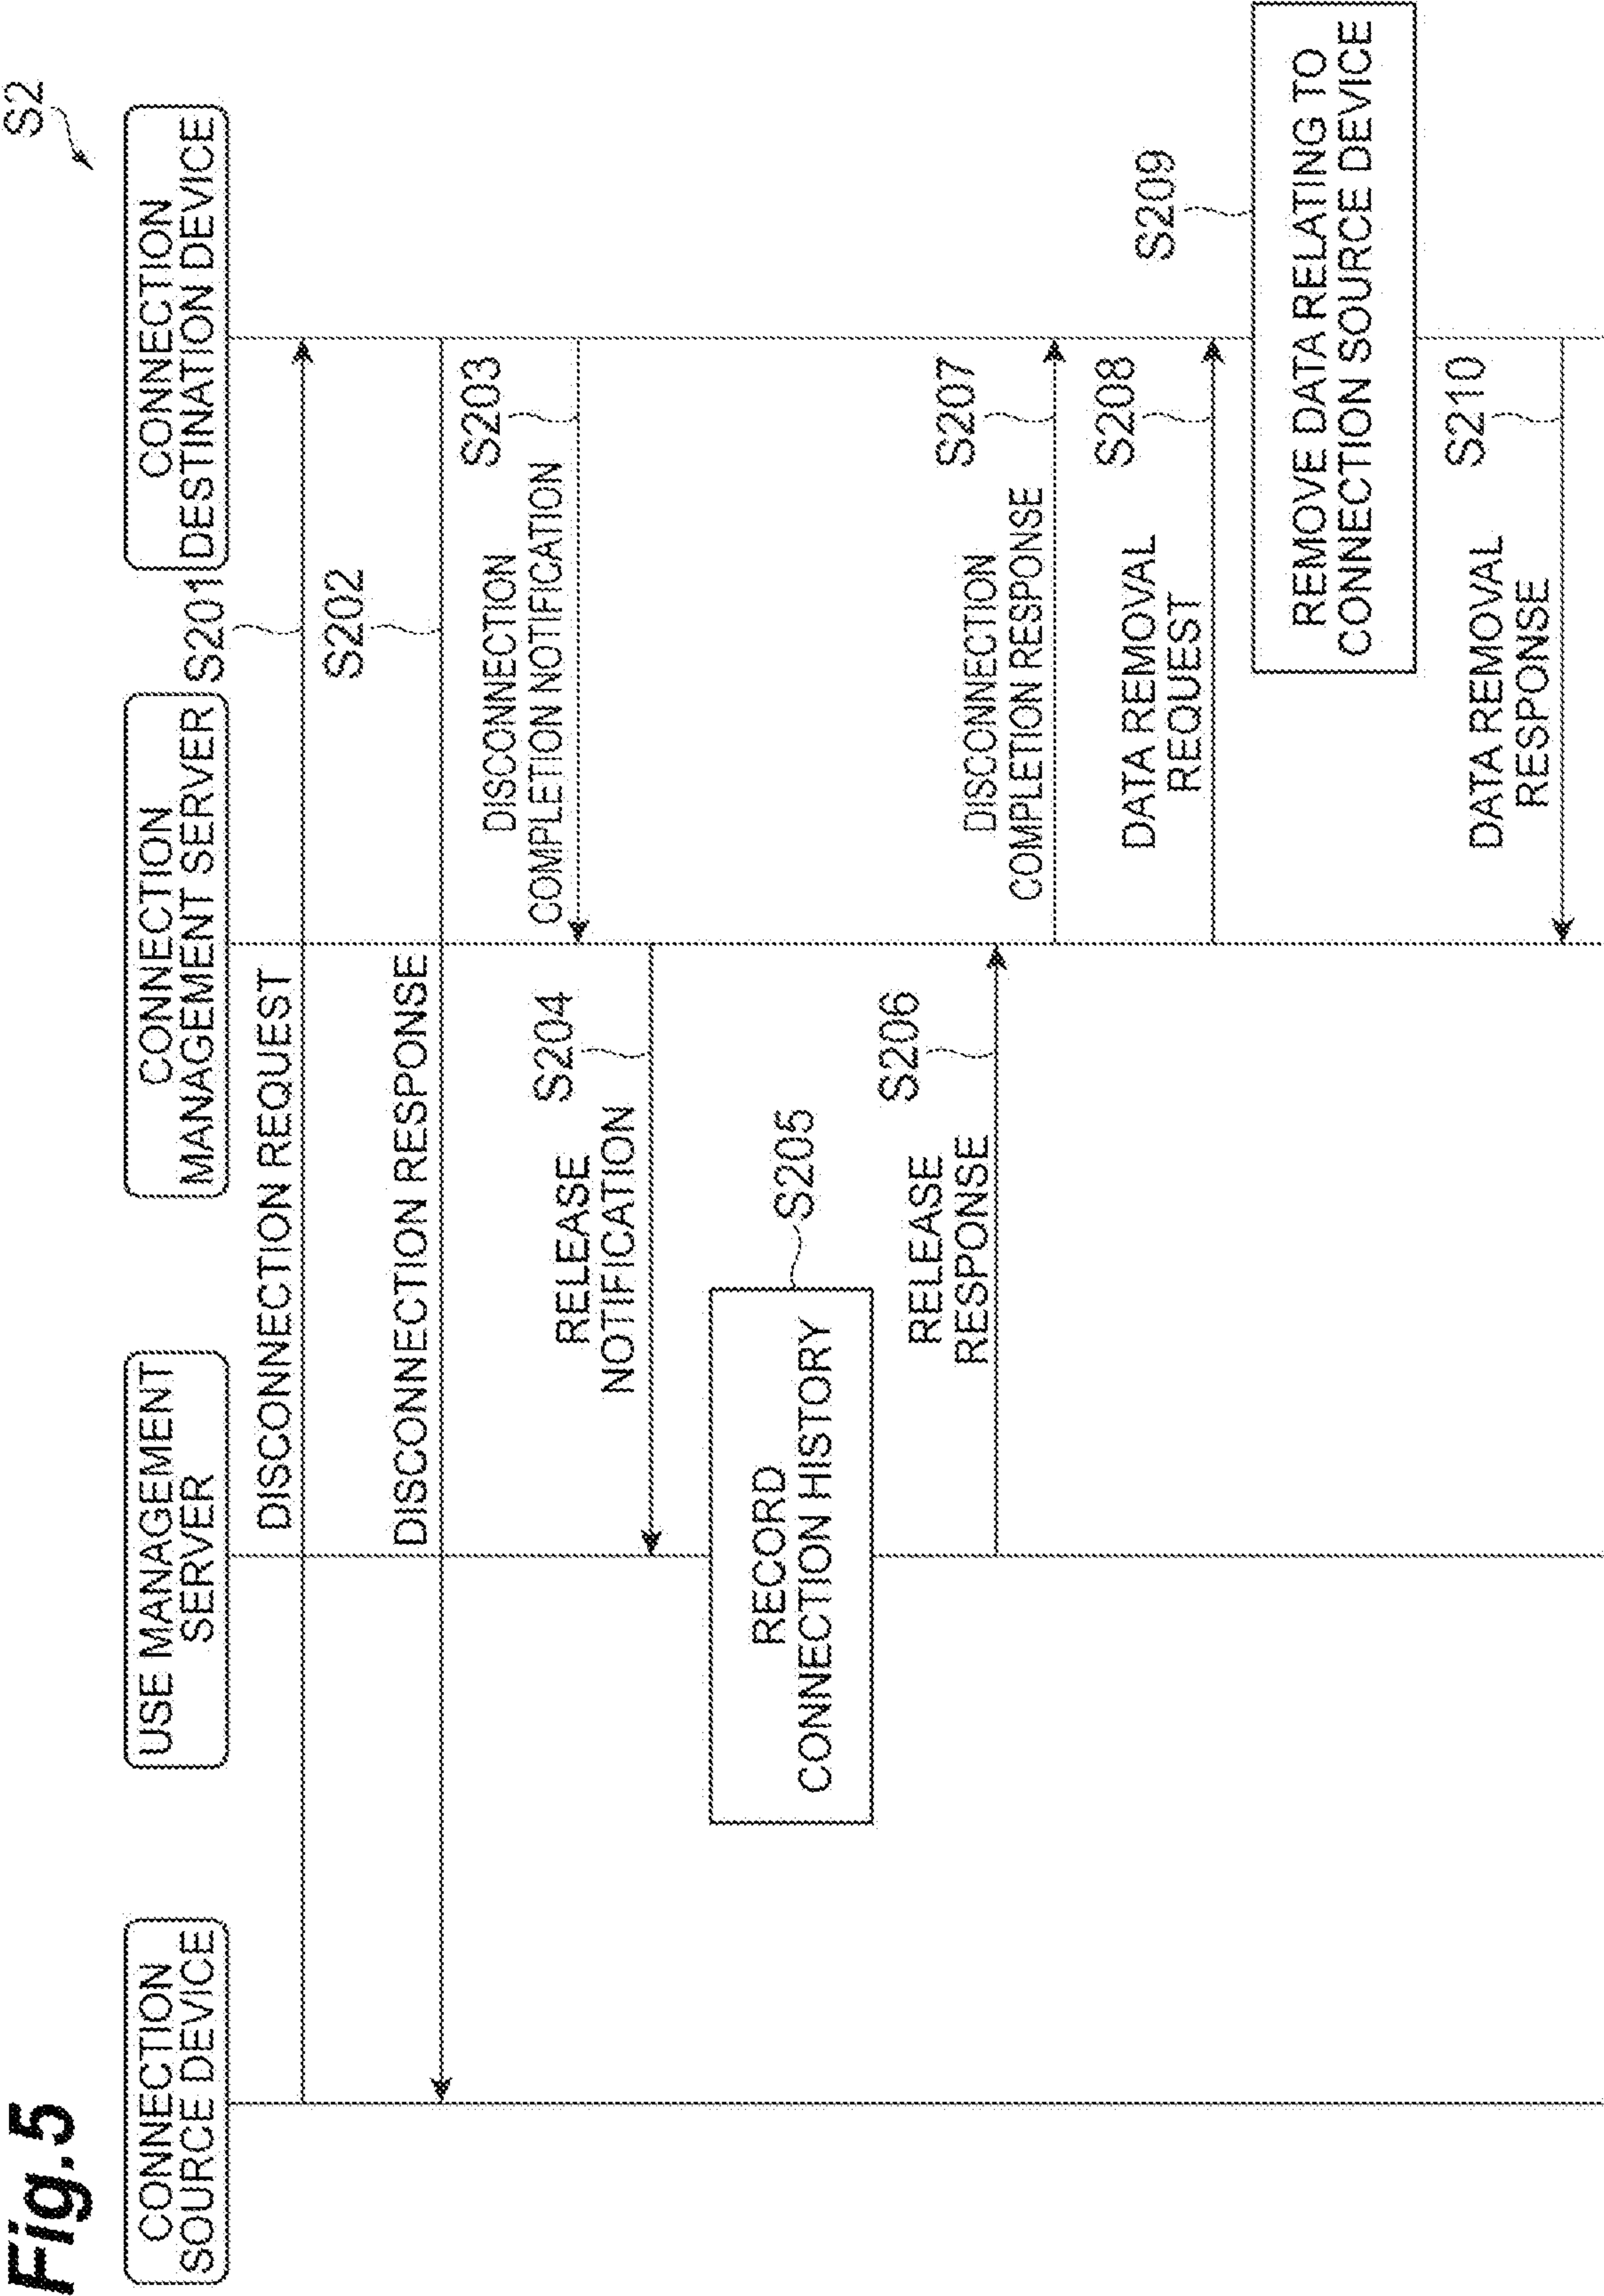 Fig.5
S2
CONNECTION
SOURCE DEVICE
USE MANAGEMENT
SERVER
CONNECTION
MANAGEMENT SERVER
CONNECTION
DESTINATION DEVICE
DISCONNECTION REQUEST
S201
DISCONNECTION RESPONSE
S202
DISCONNECTION
COMPLETION NOTIFICATION
S203
RELEASE
NOTIFICATION
S204
RECORD
CONNECTION HISTORY
S205
RELEASE
RESPONSE
S206
DISCONNECTION
COMPLETION RESPONSE
S207
DATA REMOVAL
REQUEST
S208
REMOVE DATA RELATING TO
CONNECTION SOURCE DEVICE
S209
DATA REMOVAL
RESPONSE
S210